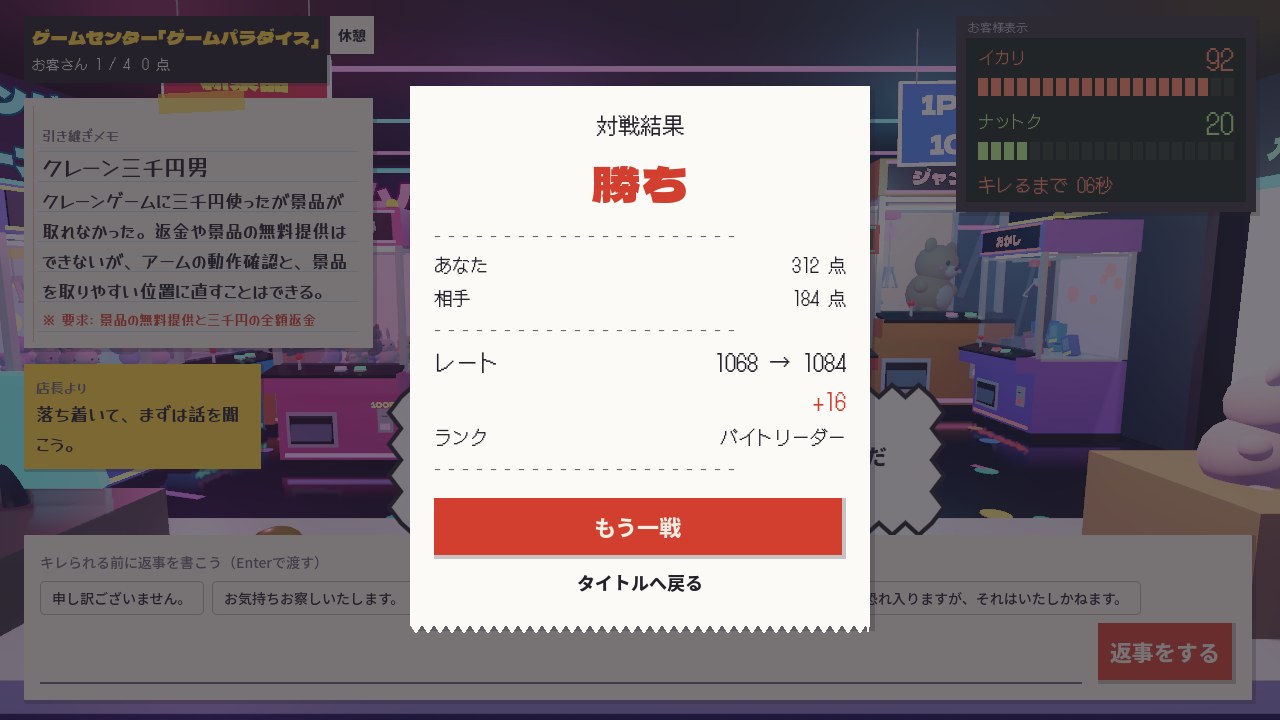 ゲームセンター「ゲームパラダイス」
お客さん 1 / 4 0 点
休憩
引き継ぎメモ
クレーン三千円男
クレーンゲームに三千円使ったが景品が
取れなかった。返金や景品の無料提供は
できないが、アームの動作確認と、景品
を取りやすい位置に直すことはできる。
※ 要求: 景品の無料提供と三千円の全額返金
店長より
落ち着いて、まずは話を聞
こう。
お客様表示
イカリ 92
ナットク 20
キレるまで 06秒
1P
ジャン
おかし
対戦結果
勝ち
あなた 312 点
相手 184 点
レート 1068 → 1084
+16
ランク バイトリーダー
もう一戦
タイトルへ戻る
だ
キレられる前に返事を書こう（Enterで渡す）
申し訳ございません。
お気持ちお察しいたします。
恐れ入りますが、それはいたしかねます。
返事をする